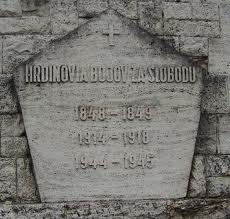 HRDINOVIA BOJOV ZA SLOBODU
1848 - 1849
1914 - 1918
1944 - 1945